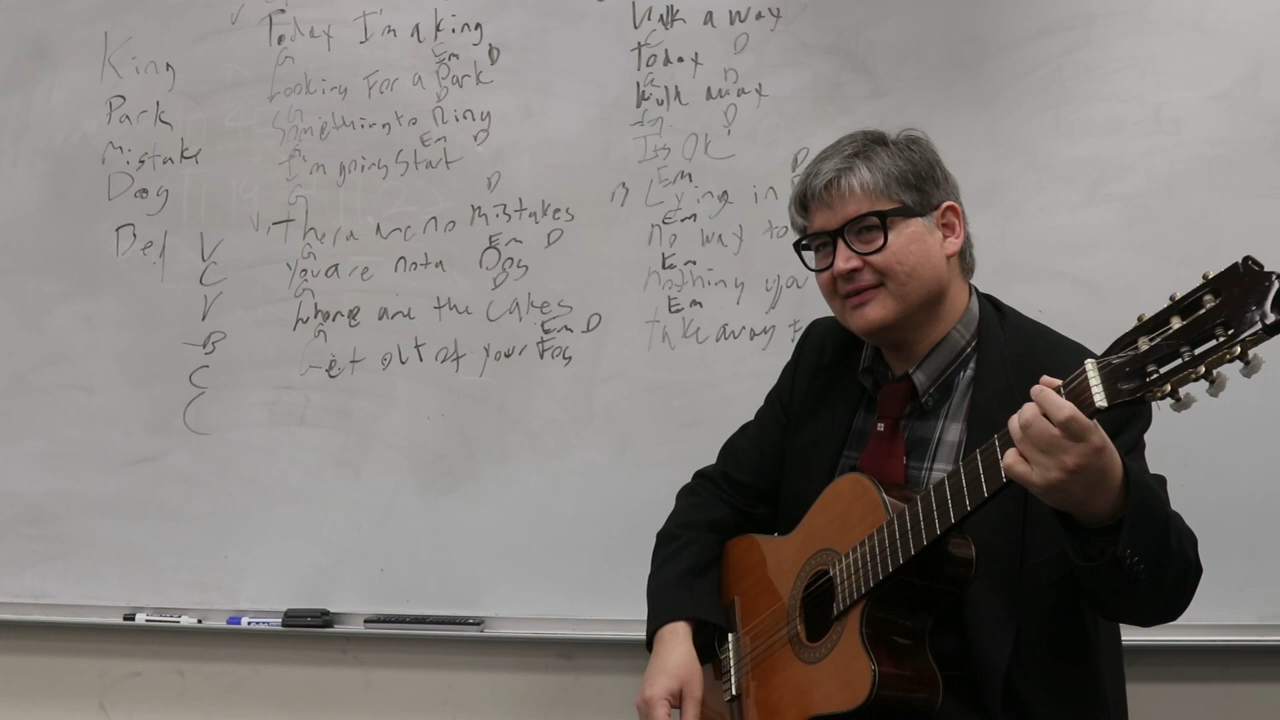 King
Park
Mistake
Dog
Bed
V
C
V
B
C
C
V Today I'm a king
G Em D
Looking For a Park
G D
Something to Ring
G Em D
I'm going Start
G D
V. There are no Mistakes
G Em D
you are not a Dog
G D
where are the Cakes
G Em D
Get out of your Fog
Walk a way
C D
Today
G D
Walk away
D
Its OK
Em D
B Lying in
Em
no way to
Em
nothing you
Em
take away